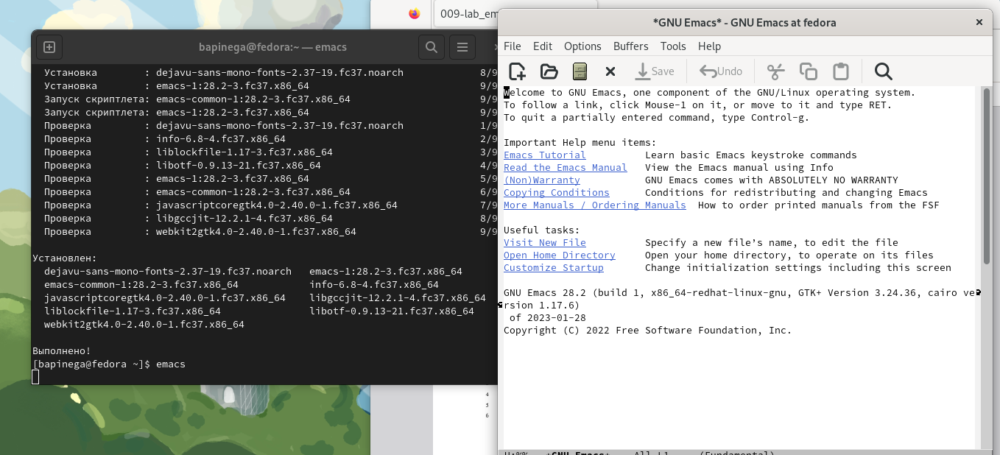 009-lab_em
bapinega@fedora:~ — emacs
Установка : dejavu-sans-mono-fonts-2.37-19.fc37.noarch 8/9
Установка : emacs-1:28.2-3.fc37.x86_64 9/9
Запуск скриптлета: emacs-common-1:28.2-3.fc37.x86_64 9/9
Запуск скриптлета: emacs-1:28.2-3.fc37.x86_64 9/9
Проверка : dejavu-sans-mono-fonts-2.37-19.fc37.noarch 1/9
Проверка : info-6.8-4.fc37.x86_64 2/9
Проверка : liblockfile-1.17-3.fc37.x86_64 3/9
Проверка : libotf-0.9.13-21.fc37.x86_64 4/9
Проверка : emacs-1:28.2-3.fc37.x86_64 5/9
Проверка : emacs-common-1:28.2-3.fc37.x86_64 6/9
Проверка : javascriptcoregtk4.0-2.40.0-1.fc37.x86_64 7/9
Проверка : libgccjit-12.2.1-4.fc37.x86_64 8/9
Проверка : webkit2gtk4.0-2.40.0-1.fc37.x86_64 9/9
Установлен:
dejavu-sans-mono-fonts-2.37-19.fc37.noarch emacs-1:28.2-3.fc37.x86_64
emacs-common-1:28.2-3.fc37.x86_64 info-6.8-4.fc37.x86_64
javascriptcoregtk4.0-2.40.0-1.fc37.x86_64 libgccjit-12.2.1-4.fc37.x86_64
liblockfile-1.17-3.fc37.x86_64 libotf-0.9.13-21.fc37.x86_64
webkit2gtk4.0-2.40.0-1.fc37.x86_64
Выполнено!
[bapinega@fedora ~]$ emacs
4
5
6
*GNU Emacs* - GNU Emacs at fedora
File Edit Options Buffers Tools Help
Save Undo
Welcome to GNU Emacs, one component of the GNU/Linux operating system.
To follow a link, click Mouse-1 on it, or move to it and type RET.
To quit a partially entered command, type Control-g.
Important Help menu items:
Emacs Tutorial Learn basic Emacs keystroke commands
Read the Emacs Manual View the Emacs manual using Info
(Non)Warranty GNU Emacs comes with ABSOLUTELY NO WARRANTY
Copying Conditions Conditions for redistributing and changing Emacs
More Manuals / Ordering Manuals How to order printed manuals from the FSF
Useful tasks:
Visit New File Specify a new file’s name, to edit the file
Open Home Directory Open your home directory, to operate on its files
Customize Startup Change initialization settings including this screen
GNU Emacs 28.2 (build 1, x86_64-redhat-linux-gnu, GTK+ Version 3.24.36, cairo ve
rsion 1.17.6)
of 2023-01-28
Copyright (C) 2022 Free Software Foundation, Inc.
U:%%- *GNU Emacs* All L1 (Fundamental)